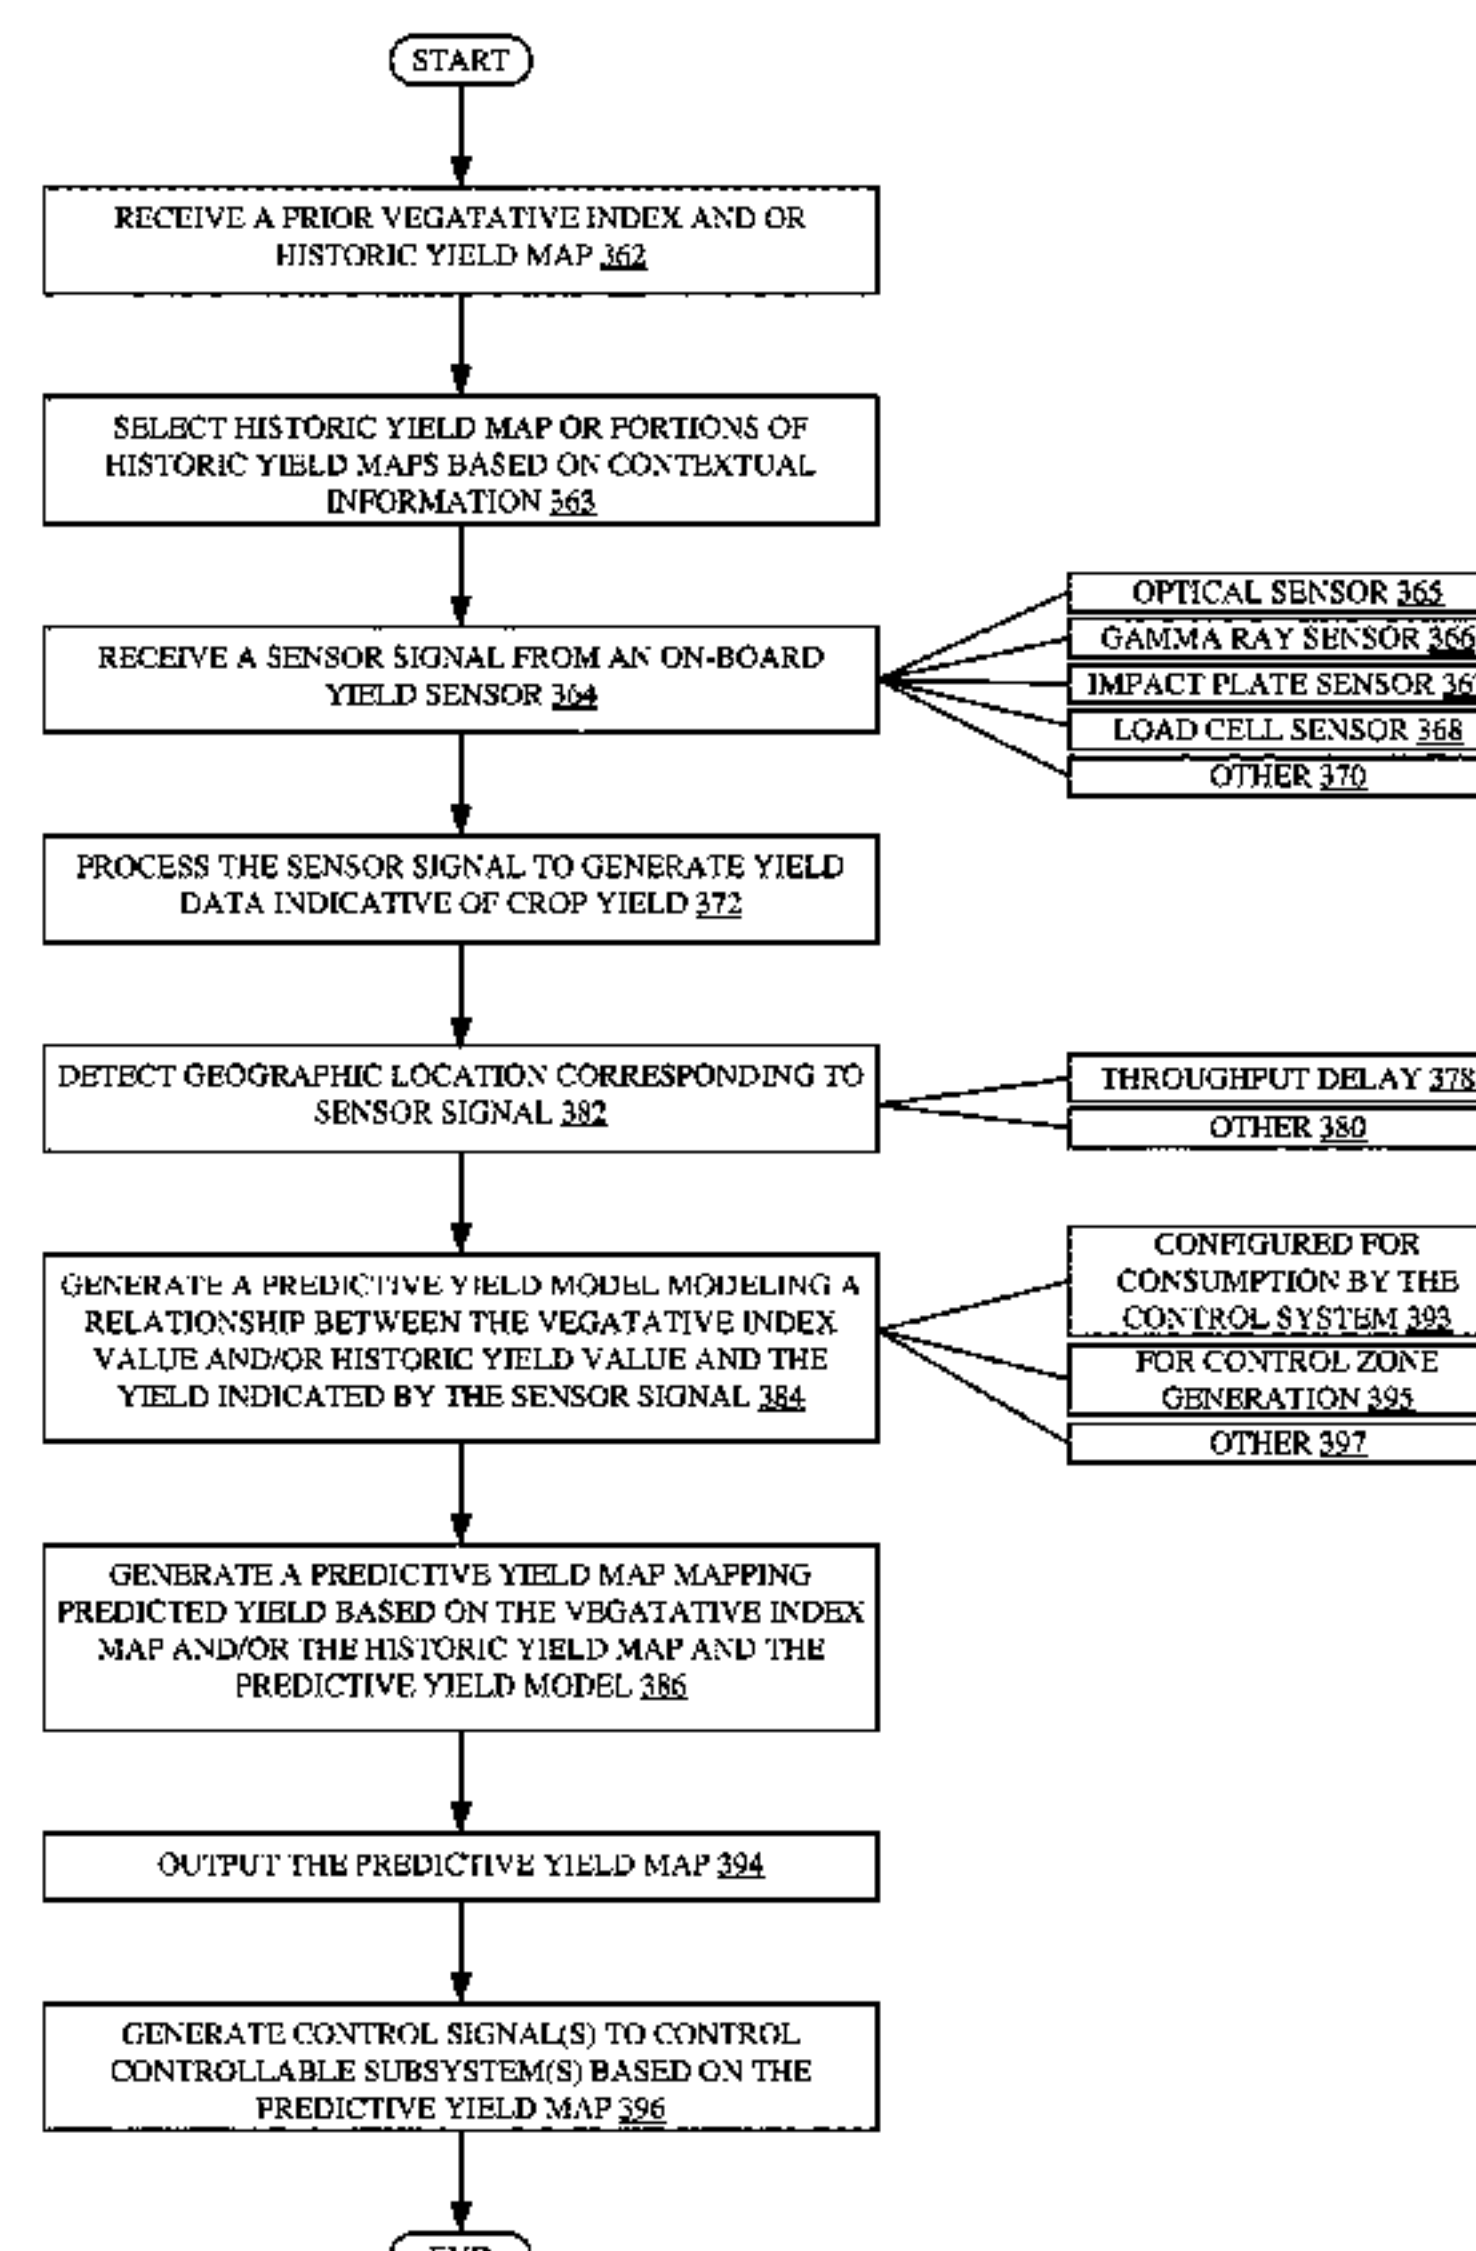 START
RECEIVE A PRIOR VEGATATIVE INDEX AND OR
HISTORIC YIELD MAP 362
SELECT HISTORIC YIELD MAP OR PORTIONS OF
HISTORIC YIELD MAPS BASED ON CONTEXTUAL
INFORMATION 363
RECEIVE A SENSOR SIGNAL FROM AN ON-BOARD
YIELD SENSOR 364
OPTICAL SENSOR 365
GAMMA RAY SENSOR 366
IMPACT PLATE SENSOR
LOAD CELL SENSOR 368
OTHER 370
PROCESS THE SENSOR SIGNAL TO GENERATE YIELD
DATA INDICATIVE OF CROP YIELD 372
DETECT GEOGRAPHIC LOCATION CORRESPONDING TO
SENSOR SIGNAL 382
THROUGHPUT DELAY 378
OTHER 380
GENERATE A PREDICTIVE YIELD MODEL MODELING A
RELATIONSHIP BETWEEN THE VEGATATIVE INDEX
VALUE AND/OR HISTORIC YIELD VALUE AND THE
YIELD INDICATED BY THE SENSOR SIGNAL 384
CONFIGURED FOR
CONSUMPTION BY THE
CONTROL SYSTEM 393
FOR CONTROL ZONE
GENERATION 395
OTHER 397
GENERATE A PREDICTIVE YIELD MAP MAPPING
PREDICTED YIELD BASED ON THE VEGATATIVE INDEX
MAP AND/OR THE HISTORIC YIELD MAP AND THE
PREDICTIVE YIELD MODEL 386
OUTPUT THE PREDICTIVE YIELD MAP 394
GENERATE CONTROL SIGNAL(S) TO CONTROL
CONTROLLABLE SUBSYSTEM(S) BASED ON THE
PREDICTIVE YIELD MAP 396